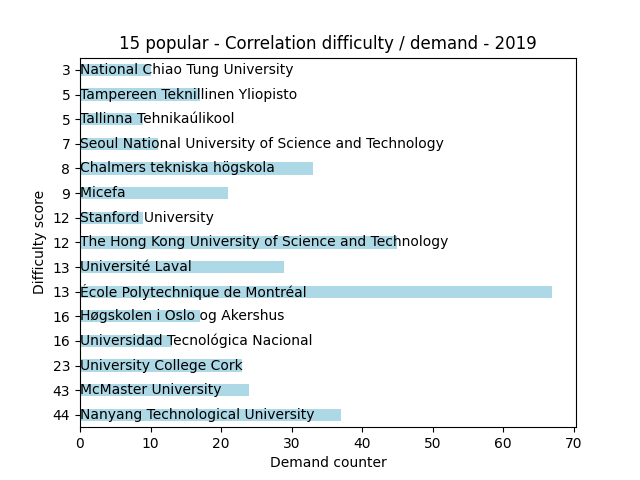 15 popular - Correlation difficulty / demand - 2019
3 National Chiao Tung University
5 Tampereen Teknillinen Yliopisto
5 Tallinna Tehnikaúlikool
7 Seoul National University of Science and Technology
8 Chalmers tekniska högskola
9 Micefa
12 Stanford University
12 The Hong Kong University of Science and Technology
13 Université Laval
13 École Polytechnique de Montréal
16 Høgskolen i Oslo og Akershus
16 Universidad Tecnológica Nacional
23 University College Cork
43 McMaster University
44 Nanyang Technological University
Difficulty score
0 10 20 30 40 50 60 70
Demand counter